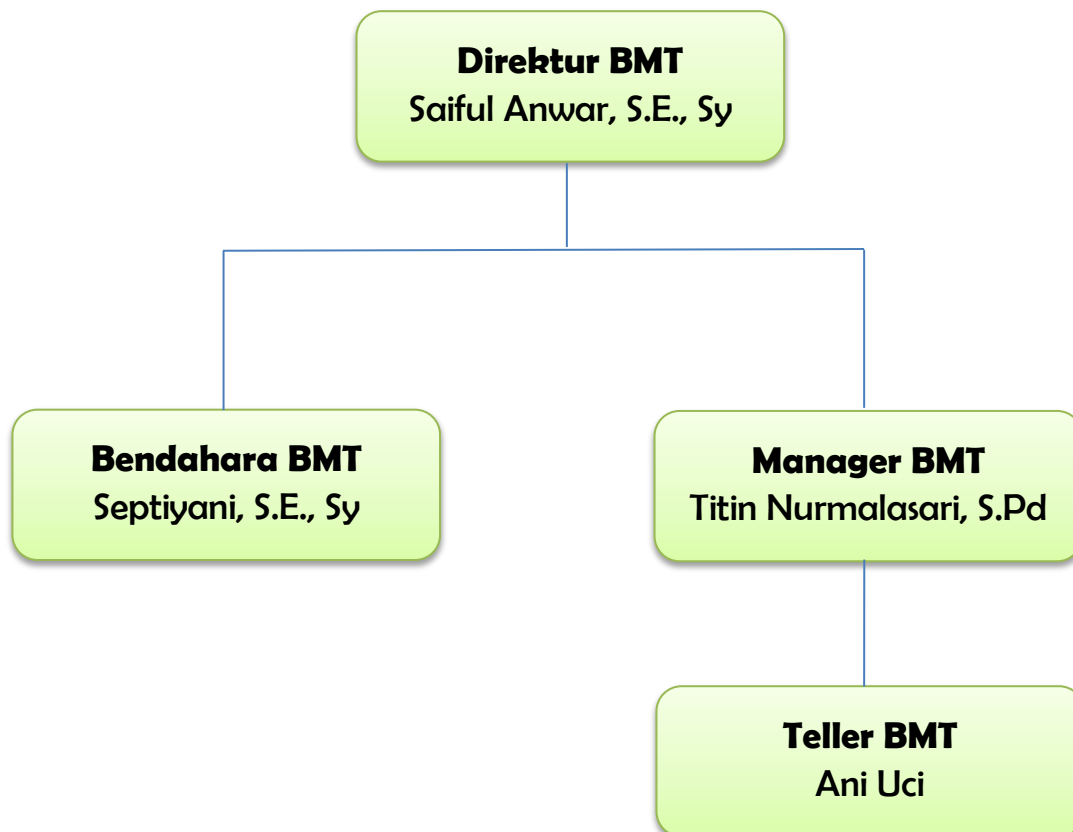 Direktur BMT
Saiful Anwar, S.E., Sy
Bendahara BMT
Septiyani, S.E., Sy
Manager BMT
Titin Nurmalasari, S.Pd
Teller BMT
Ani Uci